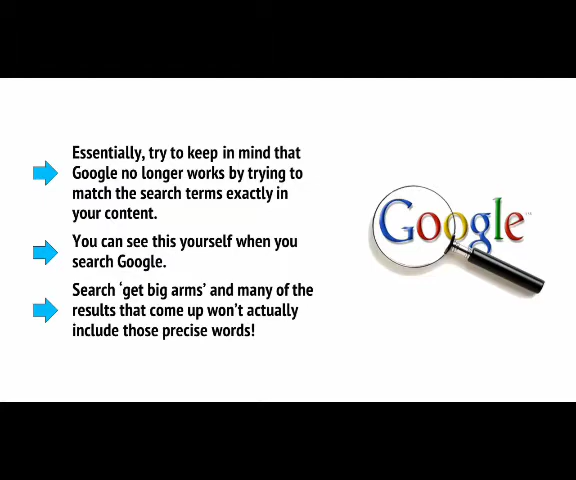 Essentially, try to keep in mind that
Google no longer works by trying to
match the search terms exactly in
your content.
You can see this yourself when you
search Google.
Search ‘get big arms’ and many of the
results that come up won’t actually
include those precise words!
Google™